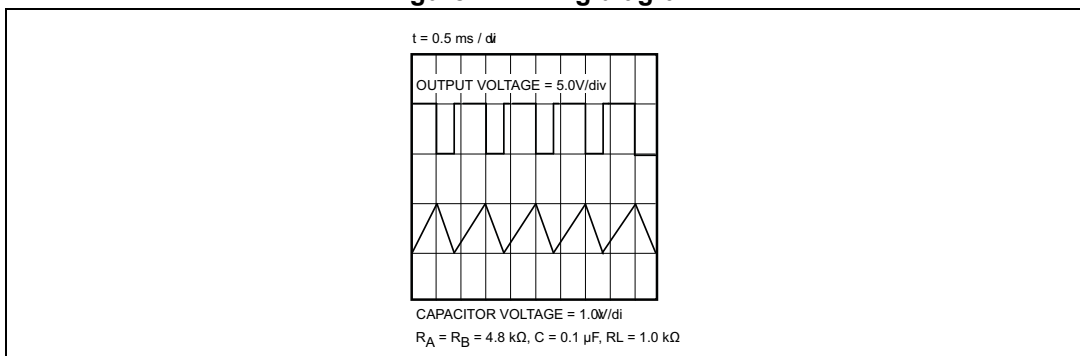 t = 0.5 ms / div
OUTPUT VOLTAGE = 5.0V/div
CAPACITOR VOLTAGE = 1.0V/di
RA = RB = 4.8 kΩ, C = 0.1 µF, RL = 1.0 kΩ